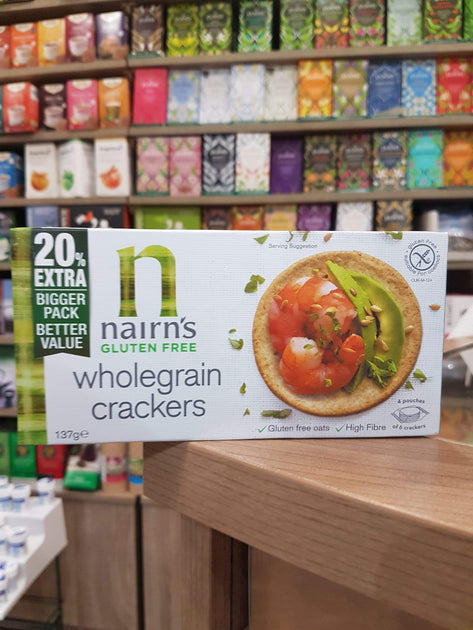 20%
EXTRA
BIGGER
PACK
BETTER
VALUE
n
nairn's
GLUTEN FREE
wholegrain
crackers
137g℮
Serving Suggestion
✓ Gluten free oats ✓ High Fibre
4 pouches
of 6 crackers